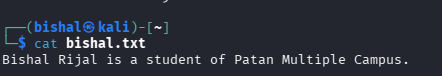 ┌──(bishal㉿kali)-[~]
└─$ cat bishal.txt
Bishal Rijal is a student of Patan Multiple Campus.